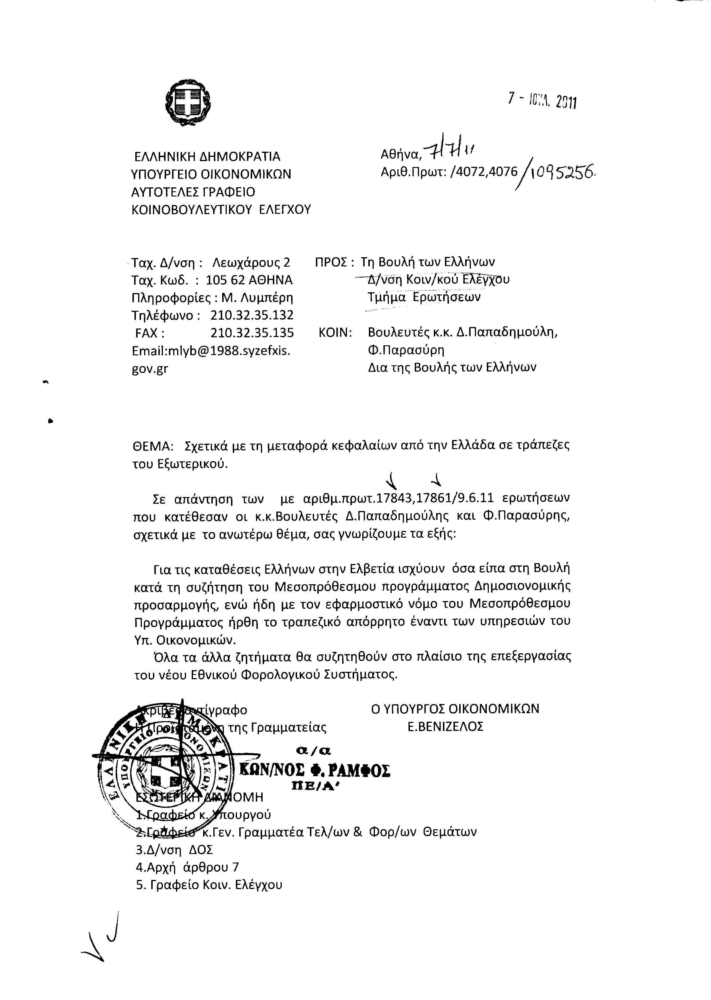 7 - ΙΟΥΛ. 2011
ΕΛΛΗΝΙΚΗ ΔΗΜΟΚΡΑΤΙΑ
ΥΠΟΥΡΓΕΙΟ ΟΙΚΟΝΟΜΙΚΩΝ
ΑΥΤΟΤΕΛΕΣ ΓΡΑΦΕΙΟ
ΚΟΙΝΟΒΟΥΛΕΥΤΙΚΟΥ ΕΛΕΓΧΟΥ
Αθήνα, 7/7/11
Αριθ.Πρωτ: /4072,4076/1095256.
Ταχ. Δ/νση : Λεωχάρους 2
Ταχ. Κωδ. : 105 62 ΑΘΗΝΑ
Πληροφορίες : Μ. Λυμπέρη
Τηλέφωνο : 210.32.35.132
FAX : 210.32.35.135
Email:mlyb@1988.syzefxis.
gov.gr
ΠΡΟΣ : Τη Βουλή των Ελλήνων
Δ/νση Κοιν/κού Ελέγχου
Τμήμα Ερωτήσεων
ΚΟΙΝ: Βουλευτές κ.κ. Δ.Παπαδημούλη,
Φ.Παρασύρη
Δια της Βουλής των Ελλήνων
ΘΕΜΑ: Σχετικά με τη μεταφορά κεφαλαίων από την Ελλάδα σε τράπεζες
του Εξωτερικού.
Σε απάντηση των με αριθμ.πρωτ.17843,17861/9.6.11 ερωτήσεων
που κατέθεσαν οι κ.κ.Βουλευτές Δ.Παπαδημούλης και Φ.Παρασύρης,
σχετικά με το ανωτέρω θέμα, σας γνωρίζουμε τα εξής:
Για τις καταθέσεις Ελλήνων στην Ελβετία ισχύουν όσα είπα στη Βουλή
κατά τη συζήτηση του Μεσοπρόθεσμου προγράμματος Δημοσιονομικής
προσαρμογής, ενώ ήδη με τον εφαρμοστικό νόμο του Μεσοπρόθεσμου
Προγράμματος ήρθη το τραπεζικό απόρρητο έναντι των υπηρεσιών του
Υπ. Οικονομικών.
Όλα τα άλλα ζητήματα θα συζητηθούν στο πλαίσιο της επεξεργασίας
του νέου Εθνικού Φορολογικού Συστήματος.
Ακριβές αντίγραφο
Η Προϊσταμένη της Γραμματείας
Ο ΥΠΟΥΡΓΟΣ ΟΙΚΟΝΟΜΙΚΩΝ
Ε.ΒΕΝΙΖΕΛΟΣ
α/α
ΚΩΝ/ΝΟΣ Φ. ΡΑΜΦΟΣ
ΠΕ/Α'
ΕΛΛΗΝΙΚΗ ΔΗΜΟΚΡΑΤΙΑ
ΥΠΟΥΡΓΕΙΟ ΟΙΚΟΝΟΜΙΚΩΝ
ΕΣΩΤΕΡΙΚΗ ΔΙΑΝΟΜΗ
1.Γραφείο κ. Υπουργού
2.Γραφείο κ.Γεν. Γραμματέα Τελ/ων & Φορ/ων Θεμάτων
3.Δ/νση ΔΟΣ
4.Αρχή άρθρου 7
5. Γραφείο Κοιν. Ελέγχου